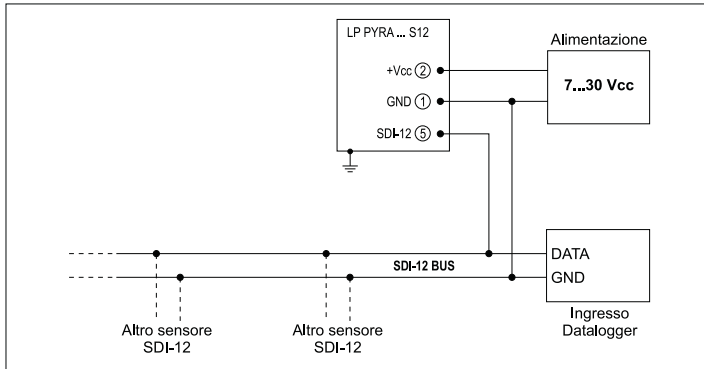 LP PYRA ... S12
Alimentazione
+Vcc 2
7...30 Vcc
GND 1
SDI-12 5
DATA
SDI-12 BUS
GND
Altro sensore
SDI-12
Altro sensore
SDI-12
Ingresso
Datalogger